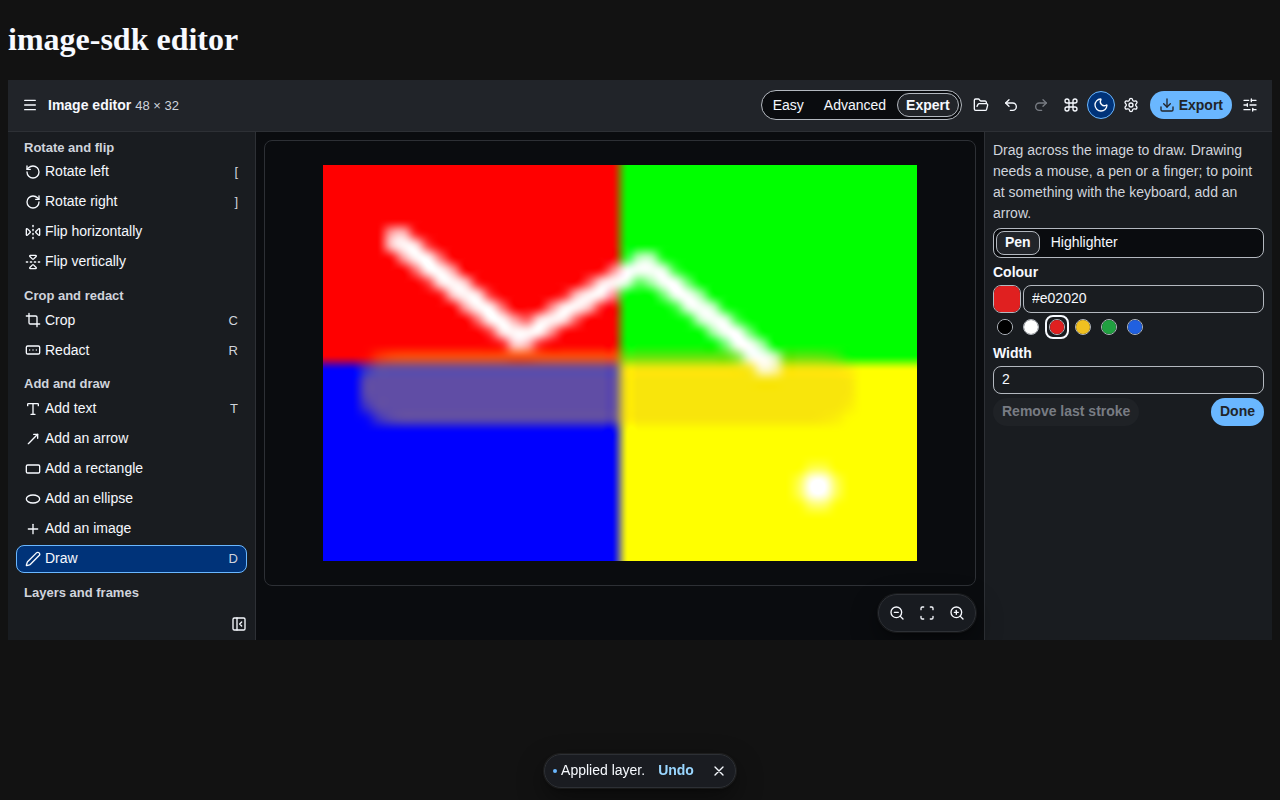 image-sdk editor
Image editor 48 × 32
Easy Advanced Expert
Export
Rotate and flip
Rotate left [
Rotate right ]
Flip horizontally
Flip vertically
Crop and redact
Crop C
Redact R
Add and draw
Add text T
Add an arrow
Add a rectangle
Add an ellipse
Add an image
Draw D
Layers and frames
Drag across the image to draw. Drawing
needs a mouse, a pen or a finger; to point
at something with the keyboard, add an
arrow.
Pen Highlighter
Colour
#e02020
Width
2
Remove last stroke Done
Applied layer. Undo